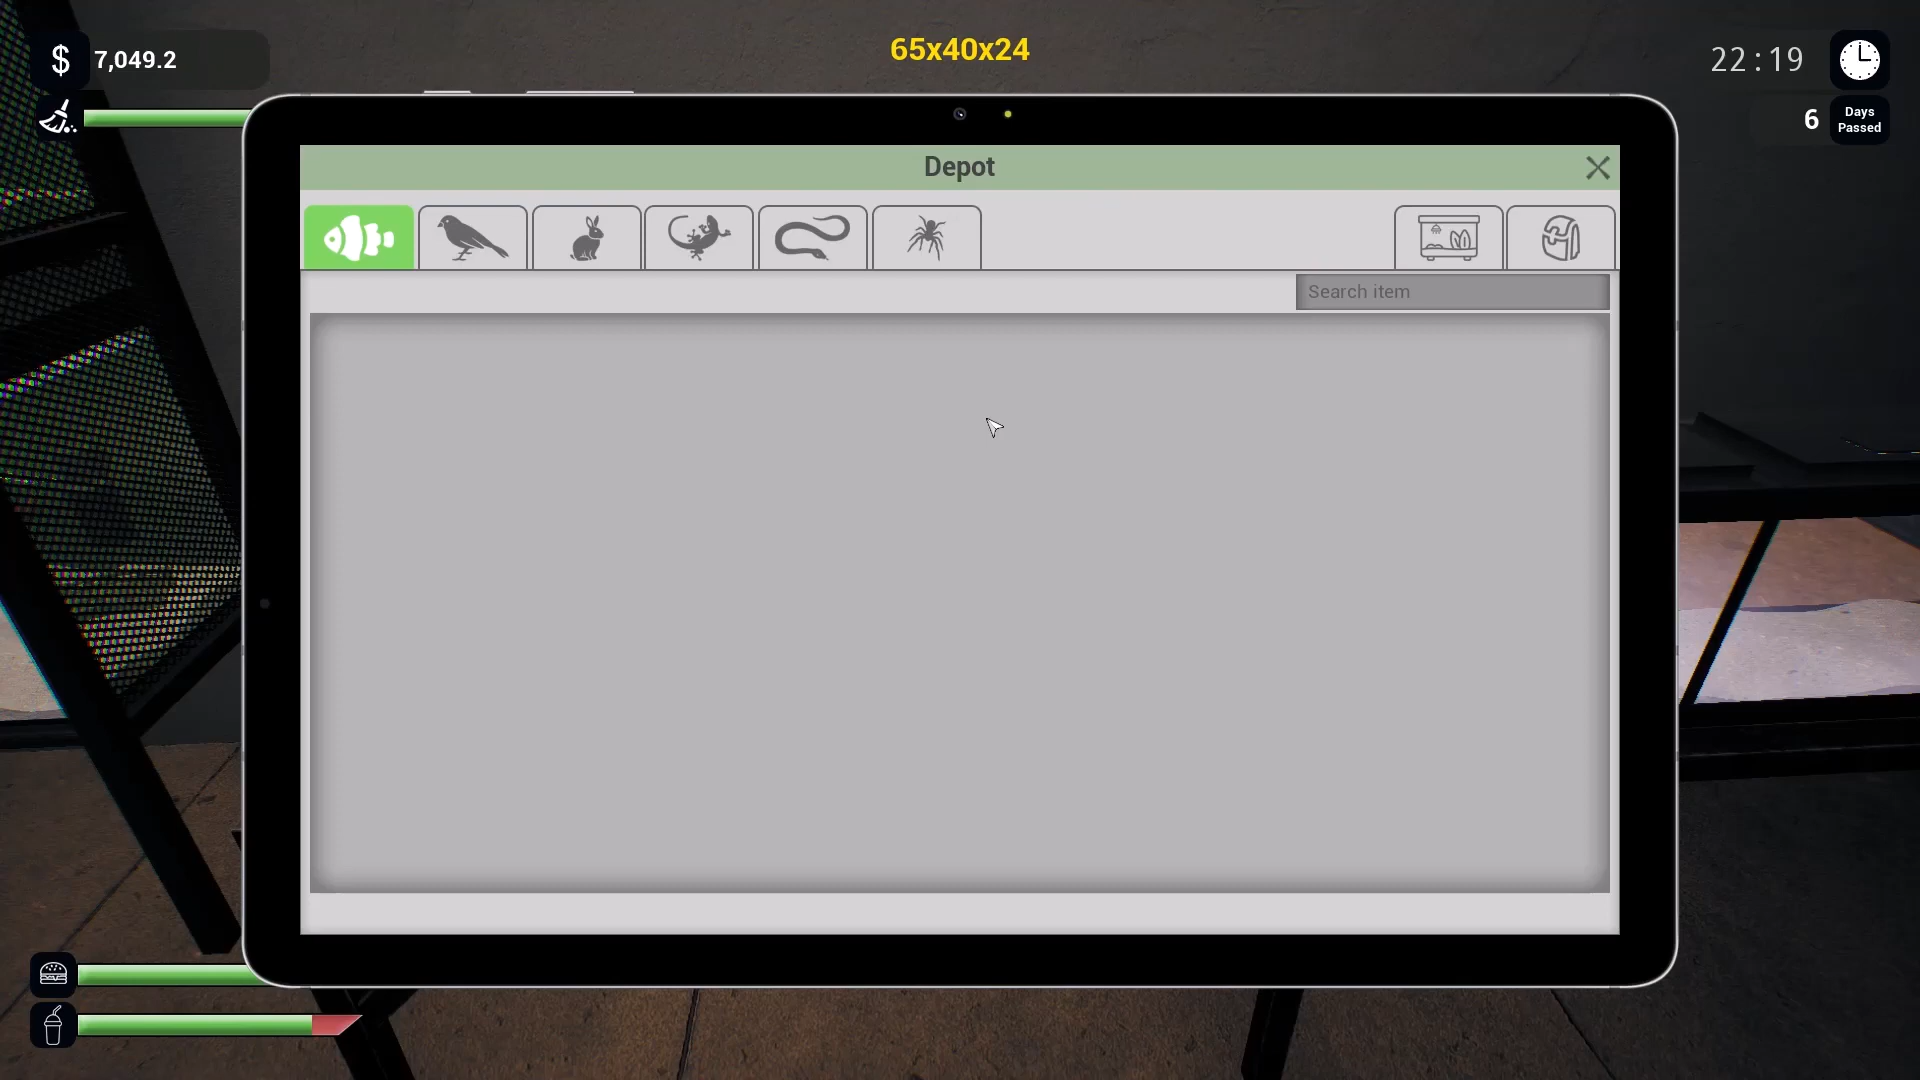 $ 7,049.2
65x40x24
22:19
6 Days Passed
Depot
Search item